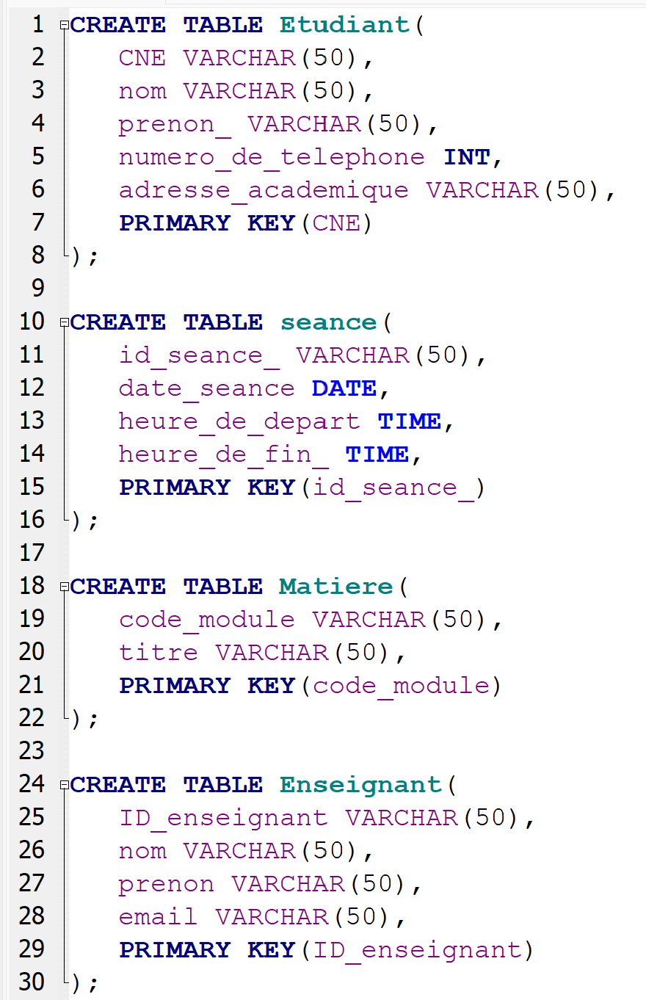 1 CREATE TABLE Etudiant(
2 CNE VARCHAR(50),
3 nom VARCHAR(50),
4 prenon_ VARCHAR(50),
5 numero_de_telephone INT,
6 adresse_academique VARCHAR(50),
7 PRIMARY KEY(CNE)
8 );
9
10 CREATE TABLE seance(
11 id_seance_ VARCHAR(50),
12 date_seance DATE,
13 heure_de_depart TIME,
14 heure_de_fin_ TIME,
15 PRIMARY KEY(id_seance_)
16 );
17
18 CREATE TABLE Matiere(
19 code_module VARCHAR(50),
20 titre VARCHAR(50),
21 PRIMARY KEY(code_module)
22 );
23
24 CREATE TABLE Enseignant(
25 ID_enseignant VARCHAR(50),
26 nom VARCHAR(50),
27 prenon VARCHAR(50),
28 email VARCHAR(50),
29 PRIMARY KEY(ID_enseignant)
30 );